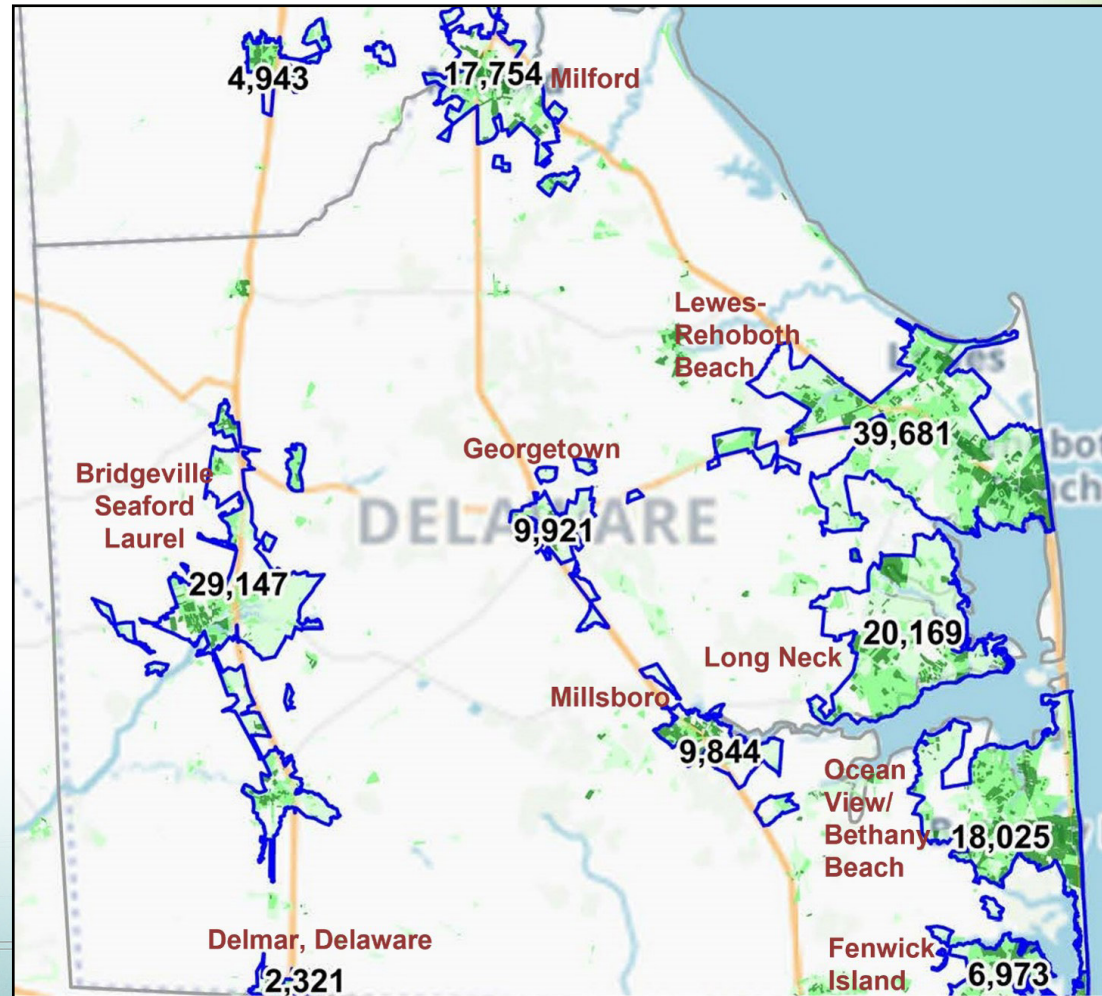 4,943
17,754 Milford
Lewes-
Rehoboth
Beach
Lewes
39,681
Georgetown
Bridgeville
Seaford
Laurel
DELAWARE
9,921
29,147
20,169
Long Neck
Millsboro
9,844
Ocean
View/
Bethany
Beach
18,025
Delmar, Delaware
2,321
Fenwick
Island
6,973